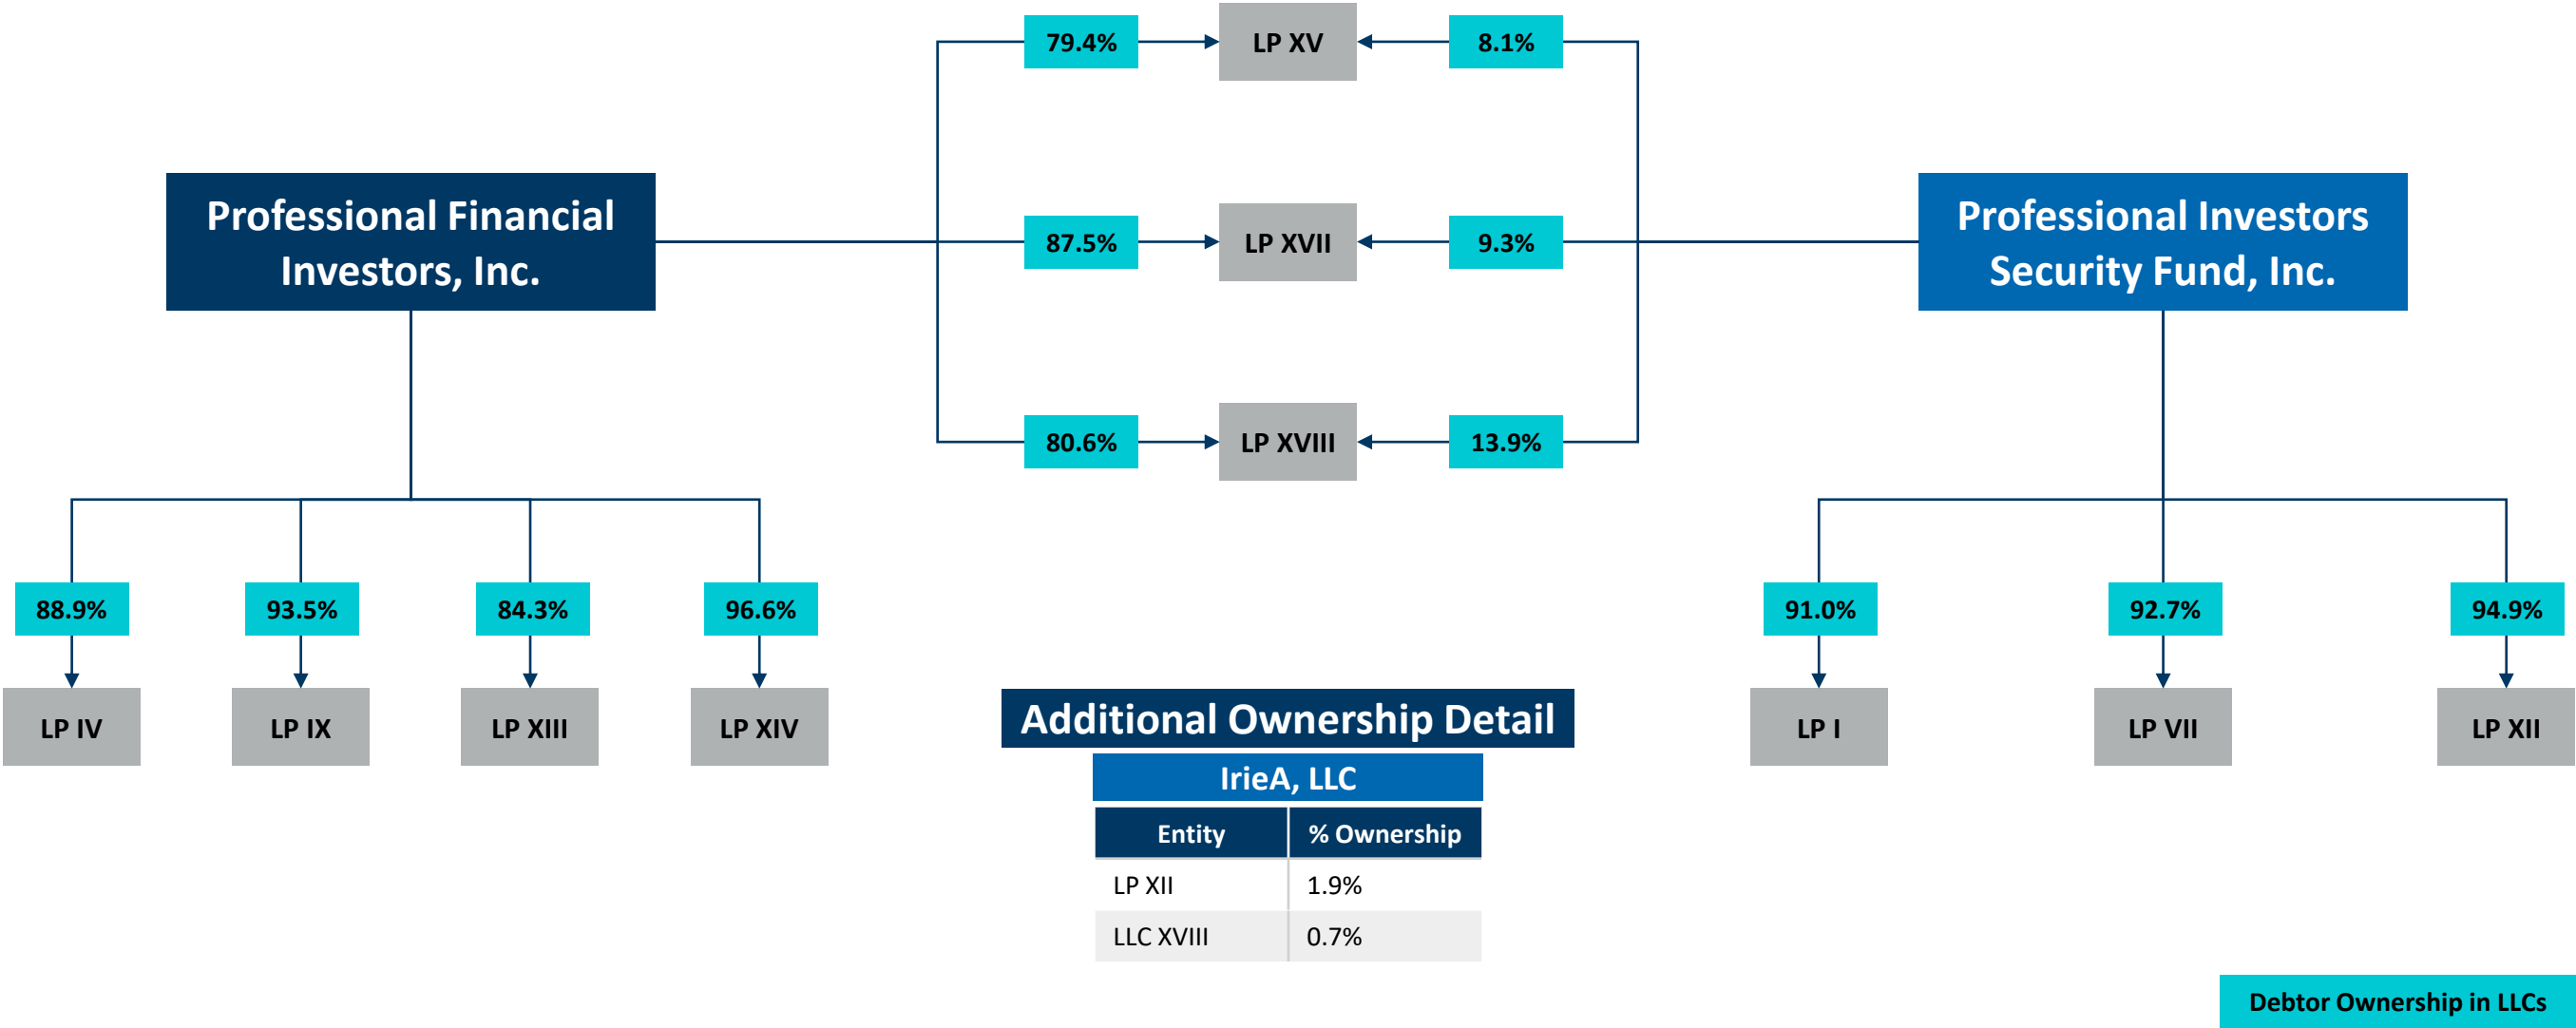 79.4%
LP XV
8.1%
Professional Financial
Investors, Inc.
87.5%
LP XVII
9.3%
Professional Investors
Security Fund, Inc.
80.6%
LP XVIII
13.9%
88.9%
93.5%
84.3%
96.6%
91.0%
92.7%
94.9%
LP IV
LP IX
LP XIII
LP XIV
LP I
LP VII
LP XII
Additional Ownership Detail
IrieA, LLC
Entity
% Ownership
LP XII
1.9%
LLC XVIII
0.7%
Debtor Ownership in LLCs